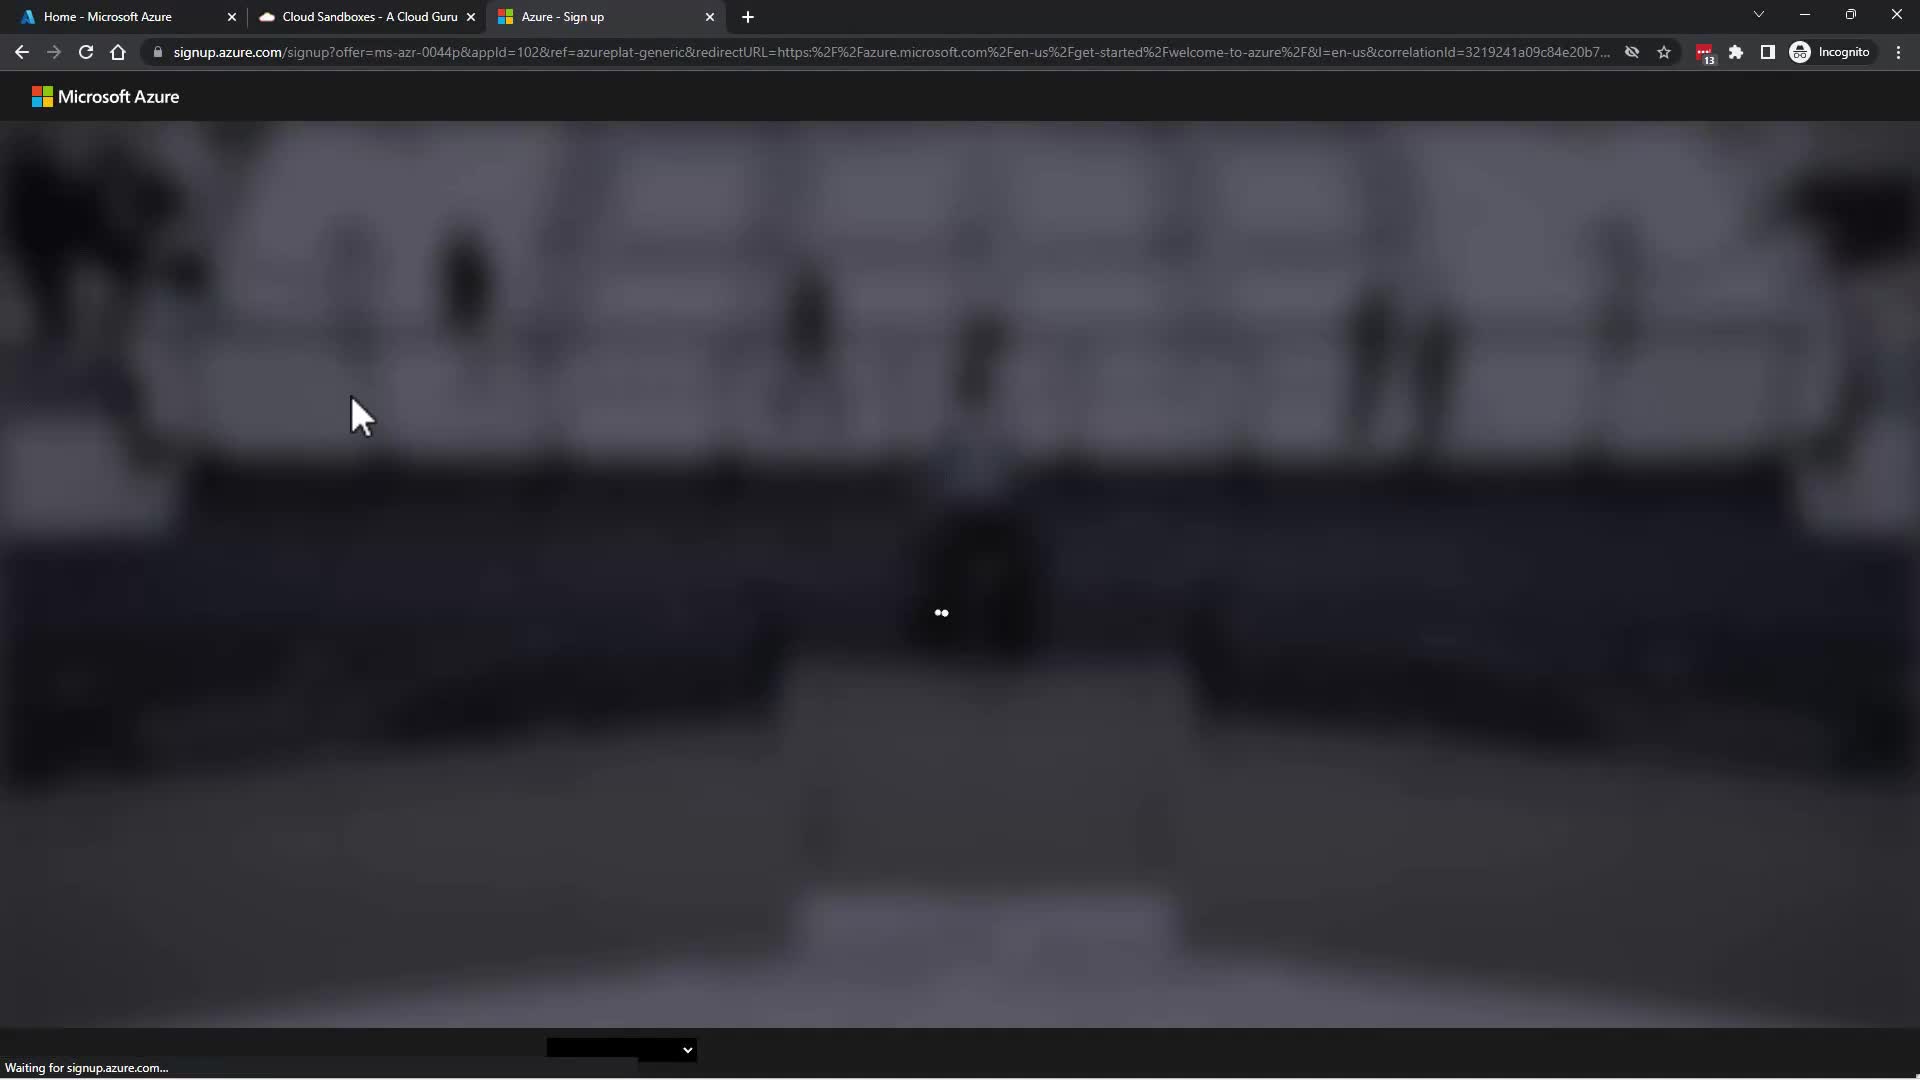 Home - Microsoft Azure
Cloud Sandboxes - A Cloud Guru
Azure - Sign up
signup.azure.com/signup?offer=ms-azr-0044p&appId=102&ref=azureplat-generic&redirectURL=https:%2F%2Fazure.microsoft.com%2Fen-us%2Fget-started%2Fwelcome-to-azure%2F&l=en-us&correlationId=3219241a09c84e20b7...
13
Incognito
Microsoft Azure
Waiting for signup.azure.com...